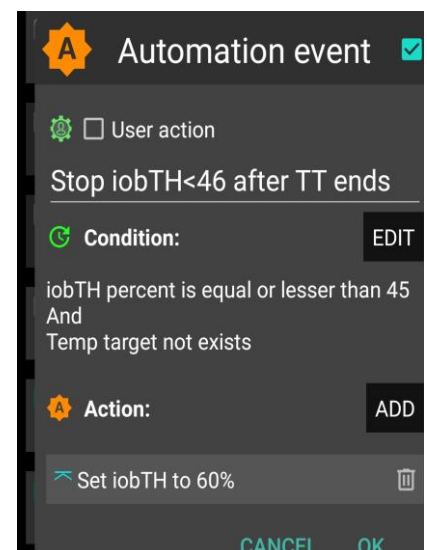 A Automation event
User action
Stop iobTH<46 after TT ends
Condition: EDIT
iobTH percent is equal or lesser than 45
And
Temp target not exists
A Action: ADD
Set iobTH to 60%
CANCEL OK